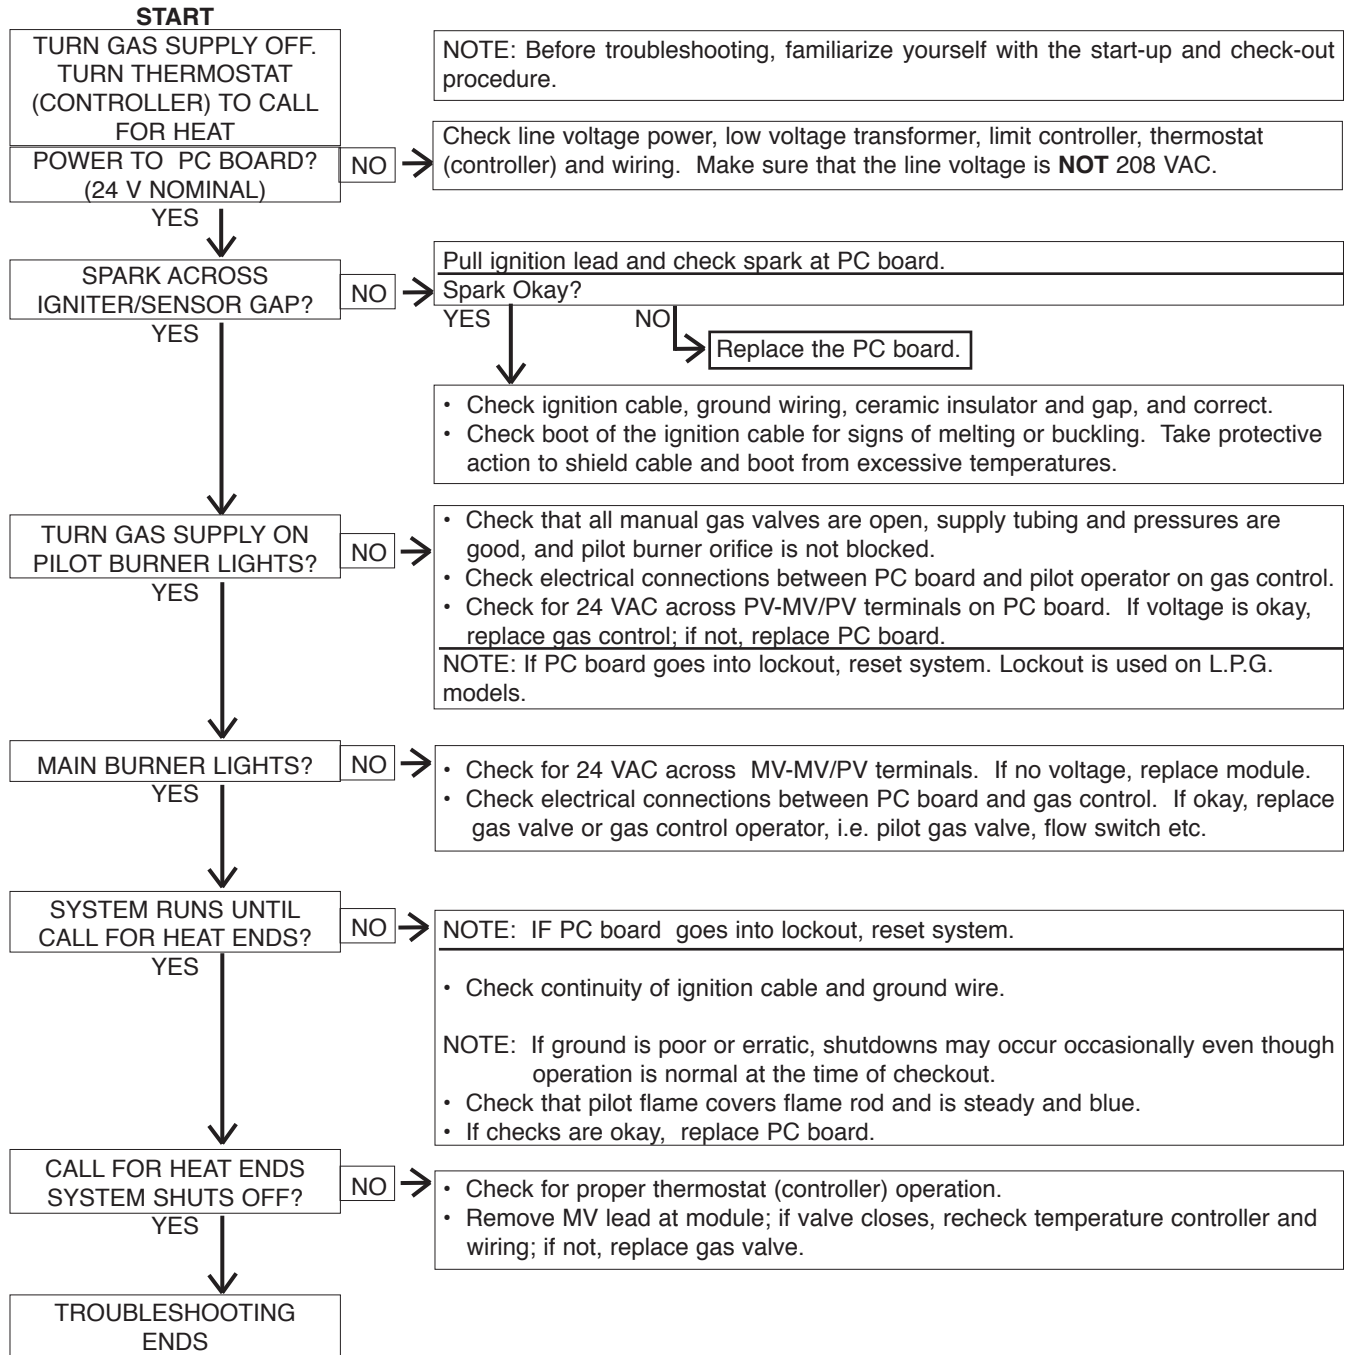 START
TURN GAS SUPPLY OFF.
TURN THERMOSTAT
(CONTROLLER) TO CALL
FOR HEAT
NOTE: Before troubleshooting, familiarize yourself with the start-up and check-out
procedure.
POWER TO PC BOARD?
(24 V NOMINAL)
NO
Check line voltage power, low voltage transformer, limit controller, thermostat
(controller) and wiring. Make sure that the line voltage is NOT 208 VAC.
YES
SPARK ACROSS
IGNITER/SENSOR GAP?
NO
Pull ignition lead and check spark at PC board.
Spark Okay?
YES
NO
Replace the PC board.
• Check ignition cable, ground wiring, ceramic insulator and gap, and correct.
• Check boot of the ignition cable for signs of melting or buckling. Take protective
action to shield cable and boot from excessive temperatures.
YES
TURN GAS SUPPLY ON
PILOT BURNER LIGHTS?
NO
• Check that all manual gas valves are open, supply tubing and pressures are
good, and pilot burner orifice is not blocked.
• Check electrical connections between PC board and pilot operator on gas control.
• Check for 24 VAC across PV-MV/PV terminals on PC board. If voltage is okay,
replace gas control; if not, replace PC board.
NOTE: If PC board goes into lockout, reset system. Lockout is used on L.P.G.
models.
YES
MAIN BURNER LIGHTS?
NO
• Check for 24 VAC across MV-MV/PV terminals. If no voltage, replace module.
• Check electrical connections between PC board and gas control. If okay, replace
gas valve or gas control operator, i.e. pilot gas valve, flow switch etc.
YES
SYSTEM RUNS UNTIL
CALL FOR HEAT ENDS?
NO
NOTE: IF PC board goes into lockout, reset system.
• Check continuity of ignition cable and ground wire.
NOTE: If ground is poor or erratic, shutdowns may occur occasionally even though
operation is normal at the time of checkout.
• Check that pilot flame covers flame rod and is steady and blue.
• If checks are okay, replace PC board.
YES
CALL FOR HEAT ENDS
SYSTEM SHUTS OFF?
NO
• Check for proper thermostat (controller) operation.
• Remove MV lead at module; if valve closes, recheck temperature controller and
wiring; if not, replace gas valve.
YES
TROUBLESHOOTING
ENDS